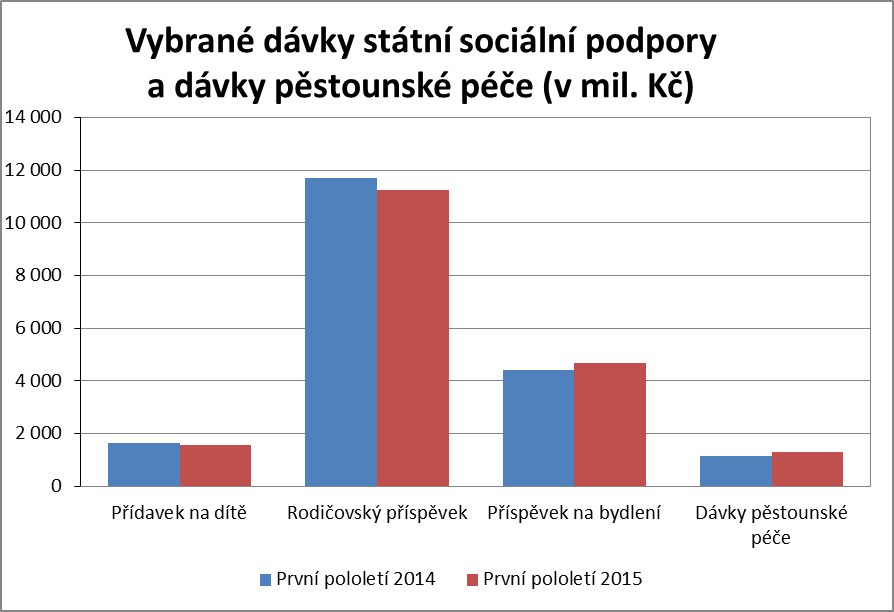 Vybrané dávky státní sociální podpory
a dávky pěstounské péče (v mil. Kč)
14 000
12 000
10 000
8 000
6 000
4 000
2 000
0
Přídavek na dítě
Rodičovský příspěvek
Příspěvek na bydlení
Dávky pěstounské
péče
První pololetí 2014
První pololetí 2015